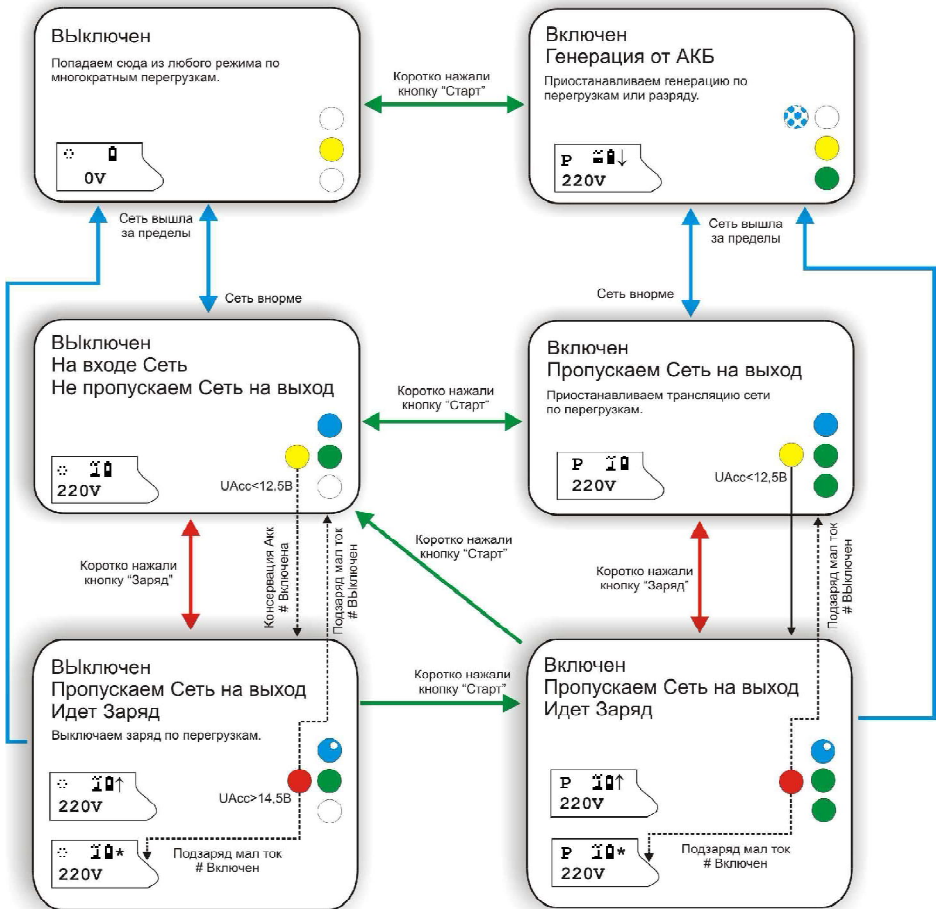 ВЫключен
Попадаем сюда из любого режима по
многократным перегрузкам.
0V
Коротко нажали
кнопку "Старт"
Включен
Генерация от АКБ
Приостанавливаем генерацию по
перегрузкам или разряду.
P
220V
Сеть вышла
за пределы
Сеть внорме
Сеть вышла
за пределы
Сеть внорме
ВЫключен
На входе Сеть
Не пропускаем Сеть на выход
220V
UAcc<12.5В
Коротко нажали
кнопку "Старт"
Включен
Пропускаем Сеть на выход
Приостанавливаем трансляцию сети
по перегрузкам.
P
220V
UAcc<12,5В
Коротко нажали
кнопку "Заряд"
Консервация Акк
# Включена
Подзаряд мал ток
# ВЫключен
Коротко нажали
кнопку "Старт"
Коротко нажали
кнопку "Заряд"
Подзаряд мал ток
# ВЫключен
ВЫключен
Пропускаем Сеть на выход
Идет Заряд
Выключаем заряд по перегрузкам.
220V
UAcc>14,5В
*
220V
Подзаряд мал ток
# Включен
Коротко нажали
кнопку "Старт"
Включен
Пропускаем Сеть на выход
Идет Заряд
P
220V
P *
220V
Подзаряд мал ток
# Включен